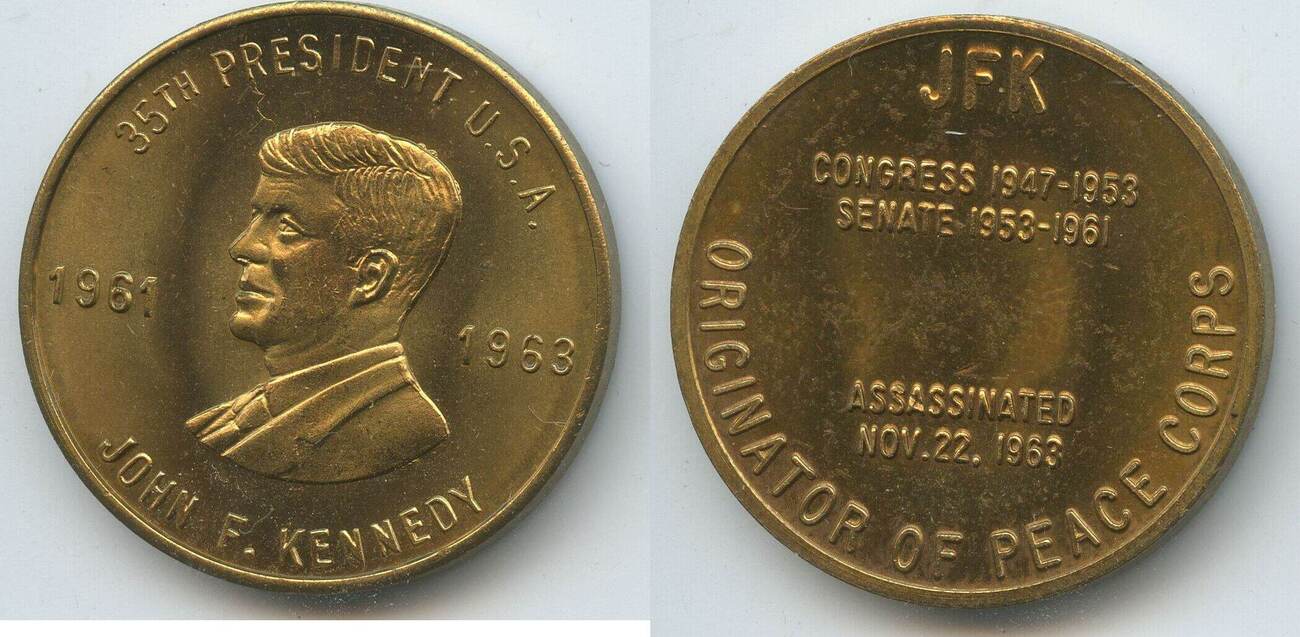 35TH PRESIDENT U.S.A.
1961
1963
JOHN F. KENNEDY
JFK
CONGRESS 1947-1953
SENATE 1953-1961
ASSASSINATED
NOV. 22, 1963
ORIGINATOR OF PEACE CORPS